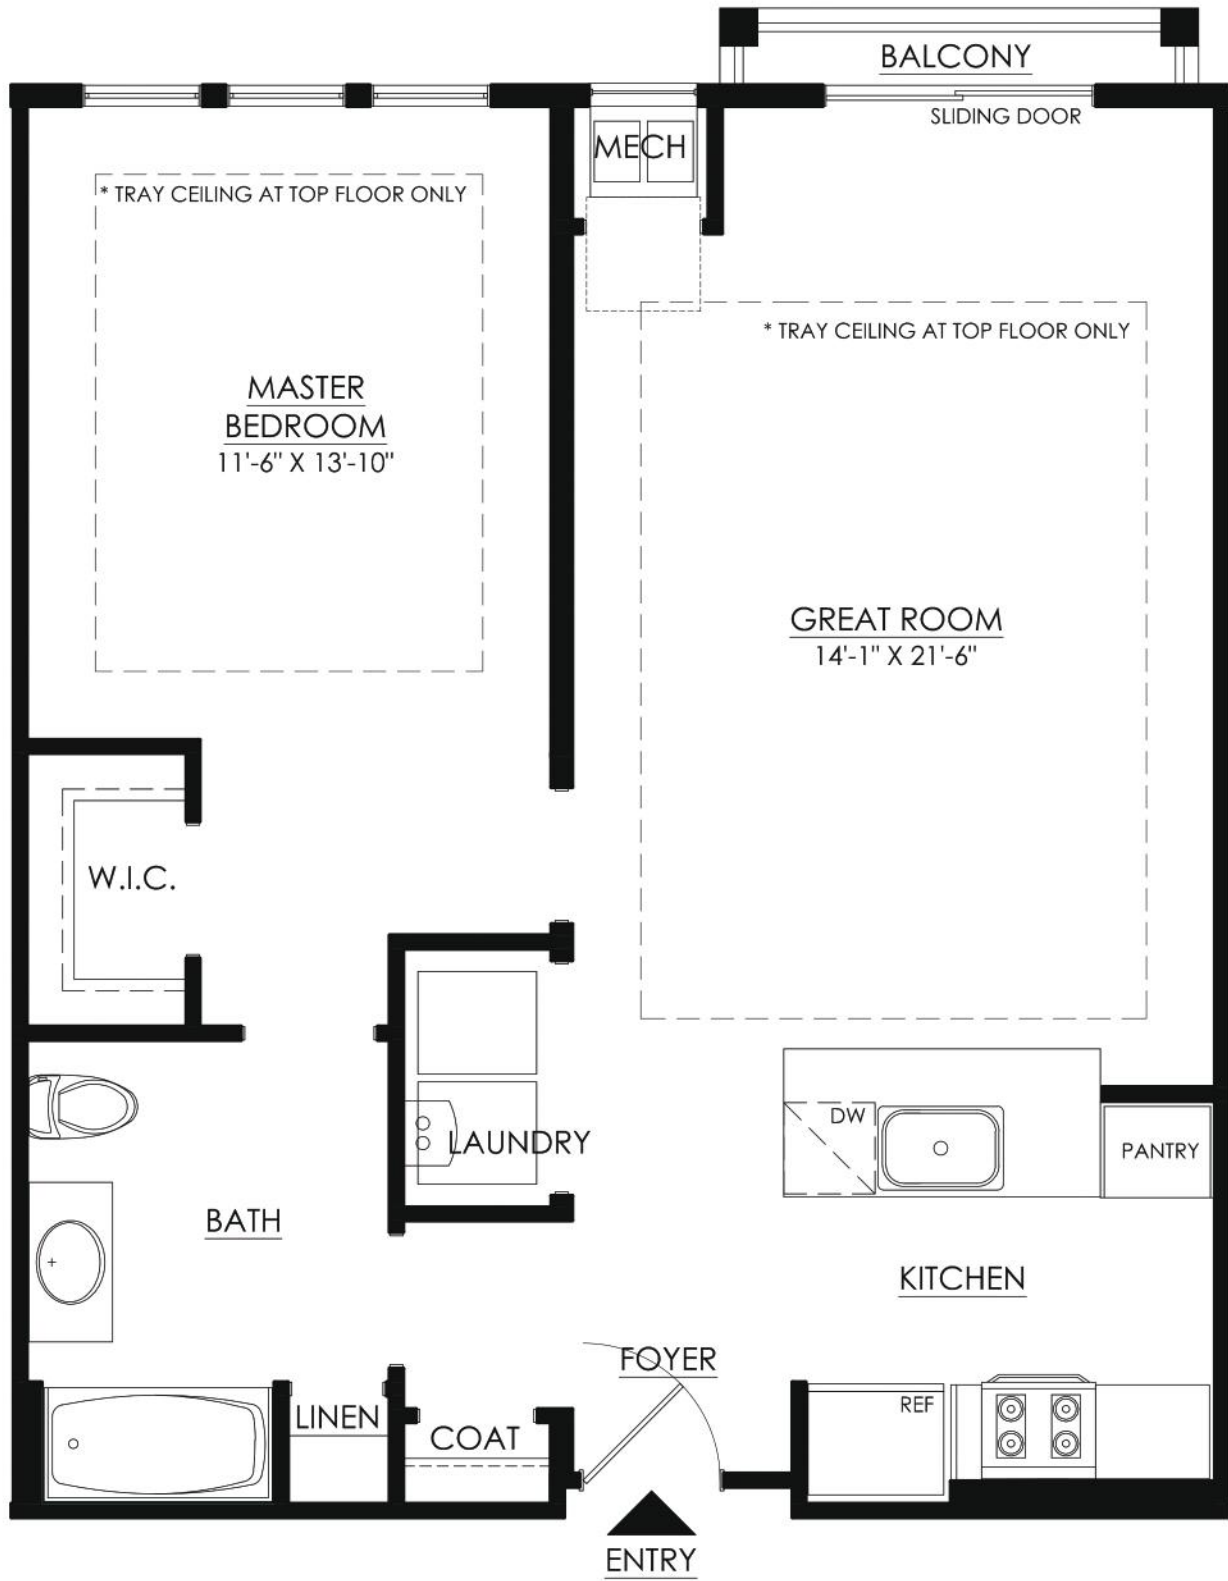 BALCONY
SLIDING DOOR
MECH
* TRAY CEILING AT TOP FLOOR ONLY
* TRAY CEILING AT TOP FLOOR ONLY
MASTER
BEDROOM
11'-6" X 13'-10"
GREAT ROOM
14'-1" X 21'-6"
W.I.C.
DW
LAUNDRY
PANTRY
BATH
KITCHEN
FOYER
REF
LINEN
COAT
ENTRY